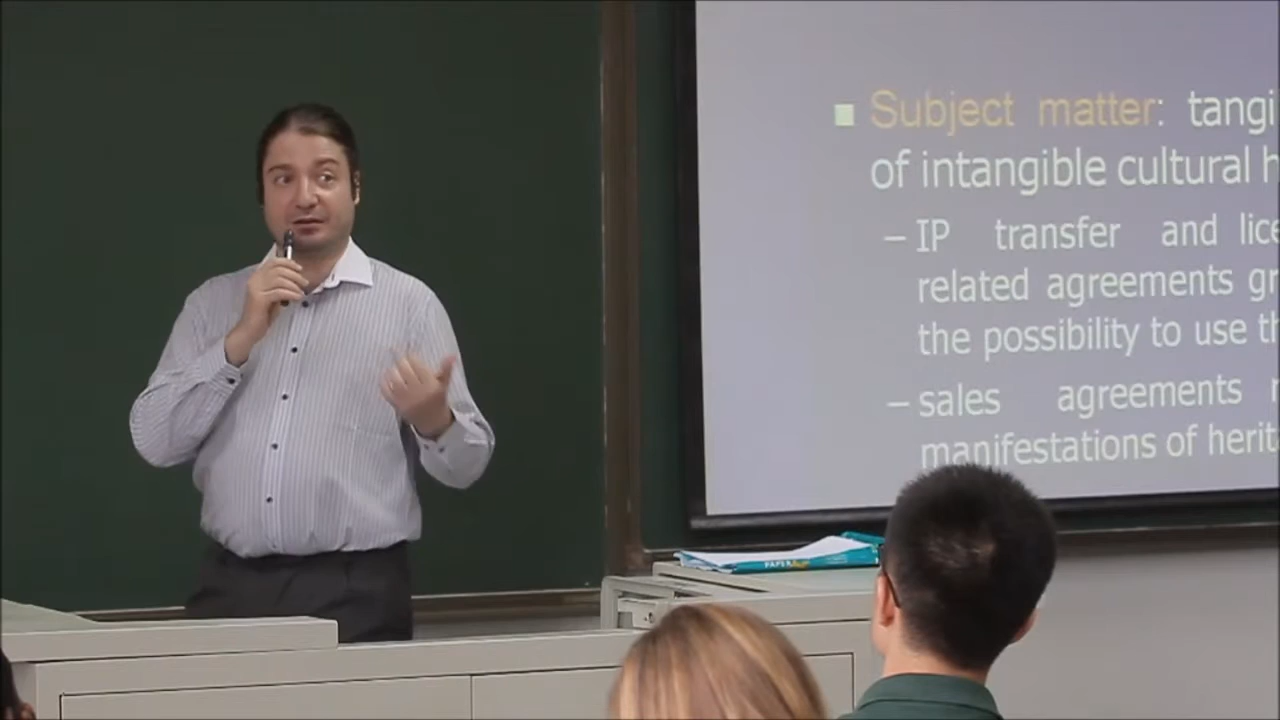 ■ Subject matter: tangi
of intangible cultural h
– IP transfer and lice
related agreements gr
the possibility to use th
– sales agreements
manifestations of herit
PAPER